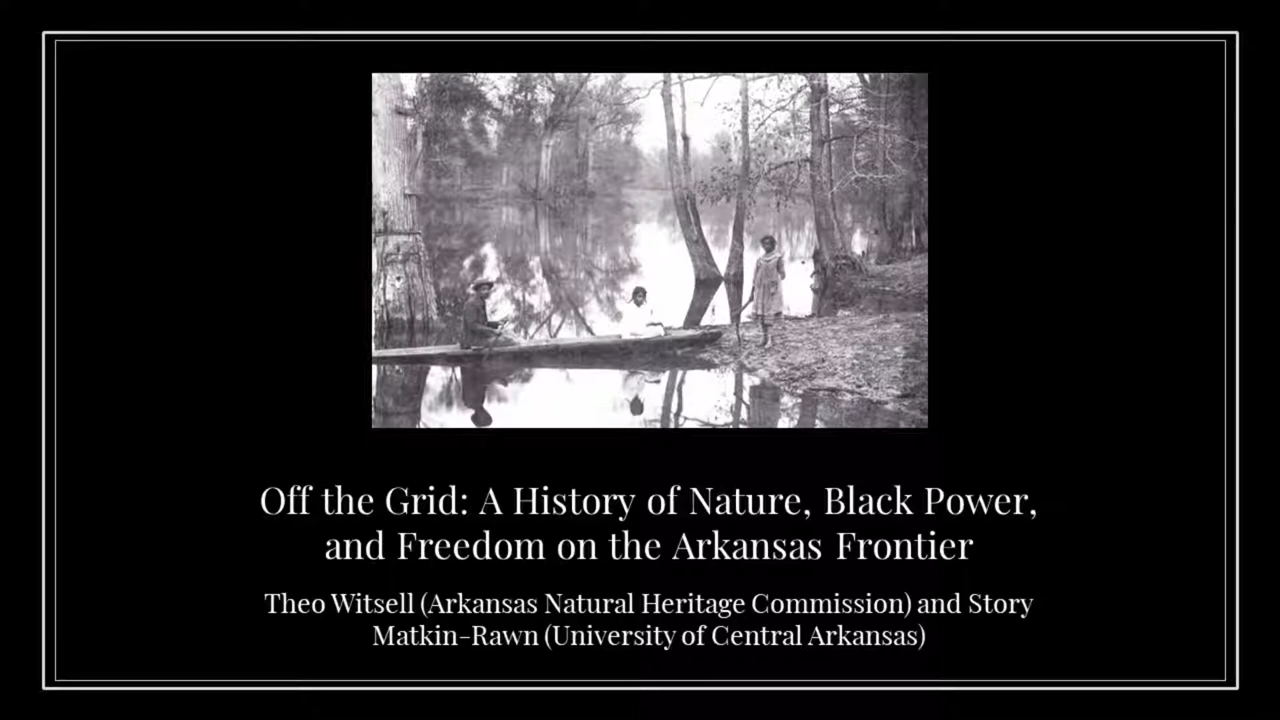 Off the Grid: A History of Nature, Black Power,
and Freedom on the Arkansas Frontier
Theo Witsell (Arkansas Natural Heritage Commission) and Story
Matkin-Rawn (University of Central Arkansas)